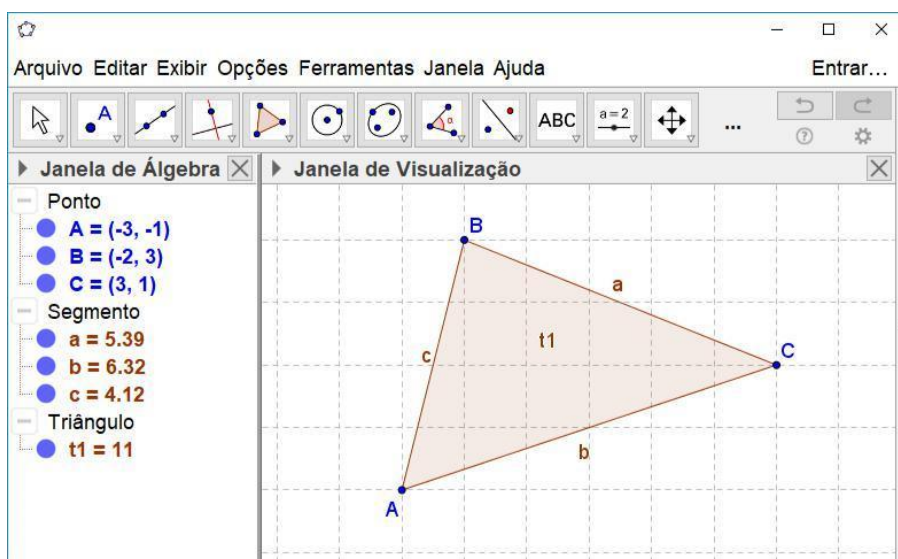 Arquivo Editar Exibir Opções Ferramentas Janela Ajuda Entrar...
A ABC a=2 ...
α
Janela de Álgebra
Janela de Visualização
Ponto
A = (-3, -1)
B = (-2, 3)
C = (3, 1)
Segmento
a = 5.39
b = 6.32
c = 4.12
Triângulo
t1 = 11
B
a
t1
c
C
b
A